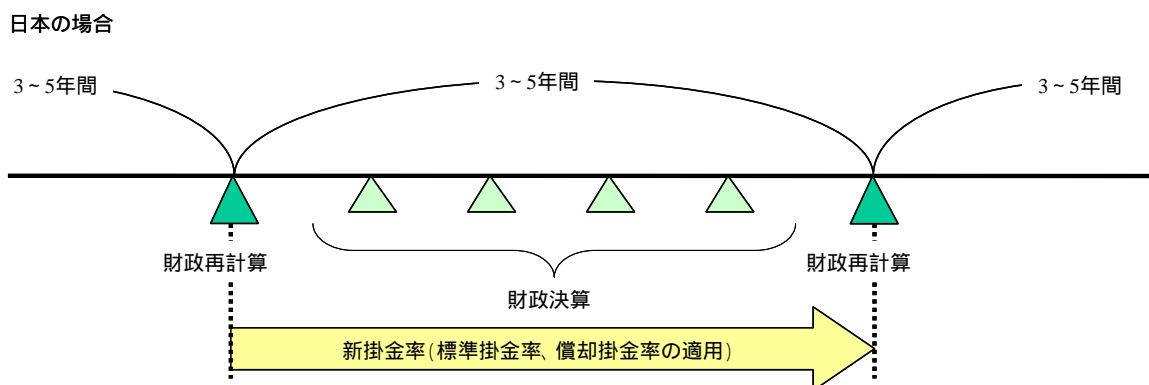 日本の場合
3~5年間
3~5年間
3~5年間
財政再計算
財政再計算
財政決算
新掛金率(標準掛金率、償却掛金率の適用)